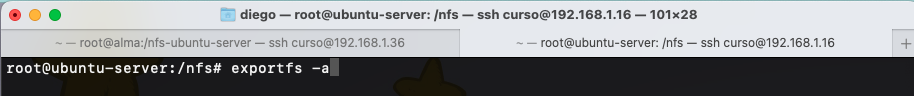 diego — root@ubuntu-server: /nfs — ssh curso@192.168.1.16 — 101×28
~ — root@alma:/nfs-ubuntu-server — ssh curso@192.168.1.36
~ — root@ubuntu-server: /nfs — ssh curso@192.168.1.16
+
root@ubuntu-server:/nfs# exportfs -a